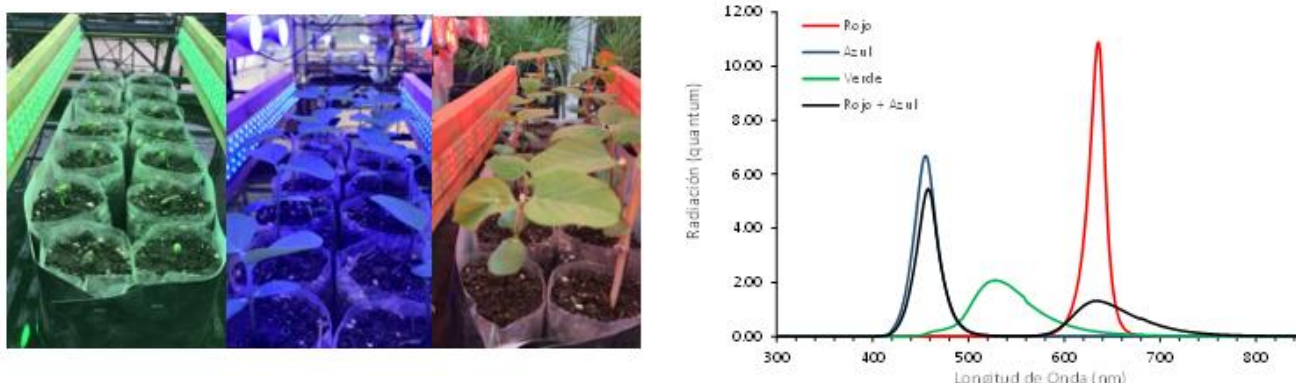 12.00
10.00
8.00
6.00
4.00
2.00
0.00
Radiación (quantum)
Rojo
Azul
Verde
Rojo + Azul
300 400 500 600 700 800
Longitud de Onda (nm)